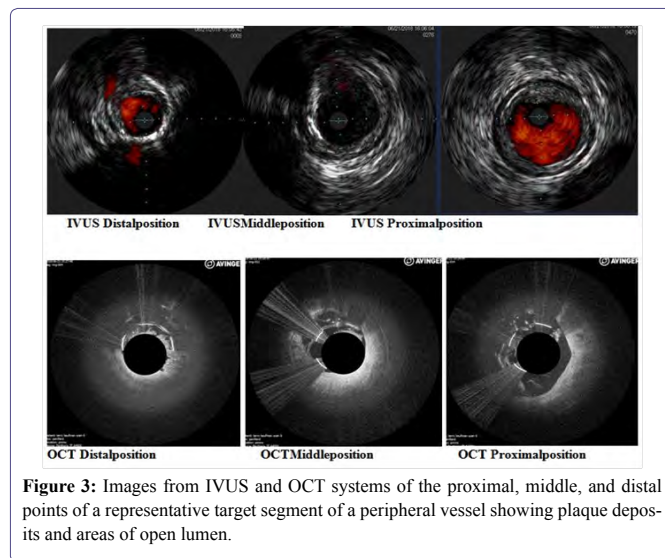 IVUS Distalposition IVUSMiddleposition IVUS Proximalposition
AVINGER AVINGER AVINGER
OCT Distalposition OCTMiddleposition OCT Proximalposition
Figure 3: Images from IVUS and OCT systems of the proximal, middle, and distal
points of a representative target segment of a peripheral vessel showing plaque depos-
its and areas of open lumen.